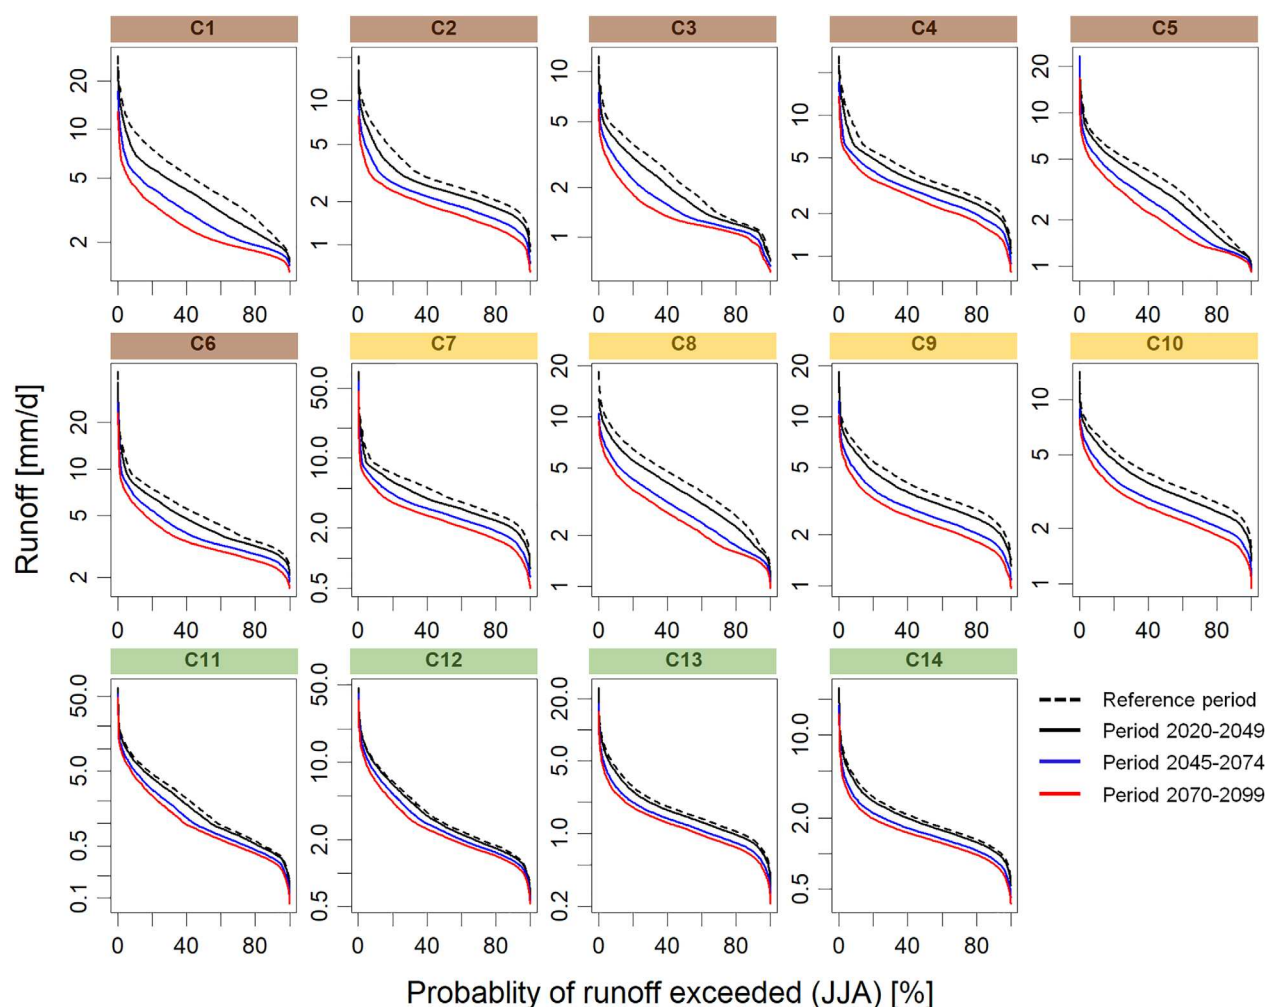 C1 C2 C3 C4 C5
20 10 5 2
10 5 2 1
10 5 2 1
10 5 2 1
20 10 5 2 1
0 40 80 0 40 80 0 40 80 0 40 80 0 40 80
C6 C7 C8 C9 C10
20 10 5 2
50.0 10.0 2.0 0.5
20 10 5 2 1
20 10 5 2 1
10 5 2 1
0 40 80 0 40 80 0 40 80 0 40 80 0 40 80
Runoff [mm/d]
C11 C12 C13 C14
50.0 5.0 0.5 0.1
50.0 10.0 2.0 0.5
20.0 5.0 1.0 0.2
10.0 2.0 0.5
0 40 80 0 40 80 0 40 80 0 40 80
Reference period
Period 2020-2049
Period 2045-2074
Period 2070-2099
Probablity of runoff exceeded (JJA) [%]